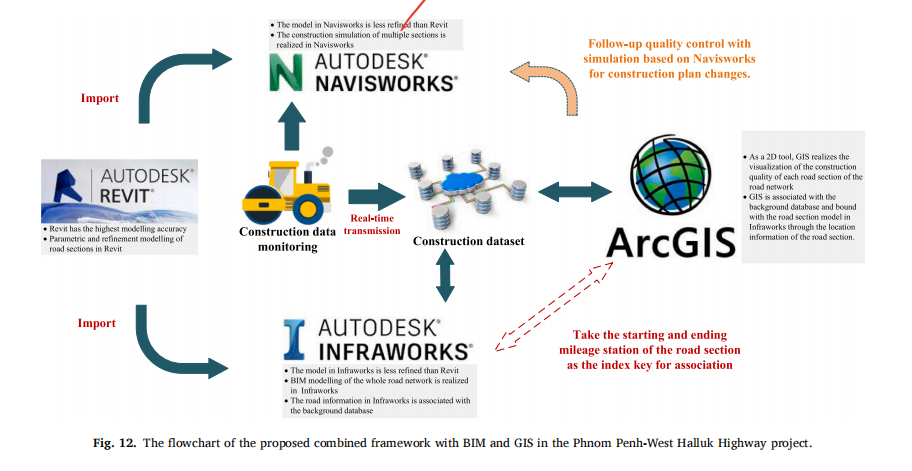 • The model in Navisworks is less refined than Revit
• The construction simulation of multiple sections is
realized in Navisworks
AUTODESK®
NAVISWORKS®
Follow-up quality control with
simulation based on Navisworks
for construction plan changes.
Import
AUTODESK®
REVIT®
• Revit has the highest modelling accuracy
• Parametric and refinement modelling of
road sections in Revit
Construction data
monitoring
Real-time
transmission
Construction dataset
ArcGIS
• As a 2D tool, GIS realizes the
visualization of the construction
quality of each road section of the
road network
• GIS is associated with the
background database and bound
with the road section model in
Infraworks through the location
information of the road section.
Import
AUTODESK®
INFRAWORKS®
• The model in Infraworks is less refined than Revit
• BIM modelling of the whole road network is realized
in Infraworks
• The road information in Infraworks is associated with
the background database
Take the starting and ending
mileage station of the road section
as the index key for association
Fig. 12. The flowchart of the proposed combined framework with BIM and GIS in the Phnom Penh-West Halluk Highway project.